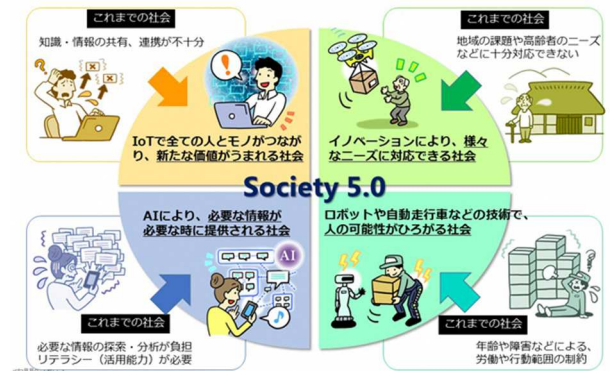 これまでの社会
知識・情報の共有、連携が不十分
IoTで全ての人とモノがつなが
り、新たな価値がうまれる社会
これまでの社会
地域の課題や高齢者のニーズ
などに十分対応できない
イノベーションにより、様々
なニーズに対応できる社会
Society 5.0
AIにより、必要な情報が
必要な時に提供される社会
AI
これまでの社会
必要な情報の探索・分析が負担
リテラシー（活用能力）が必要
ロボットや自動走行車などの技術で、
人の可能性がひろがる社会
これまでの社会
年齢や障害などによる、
労働や行動範囲の制約